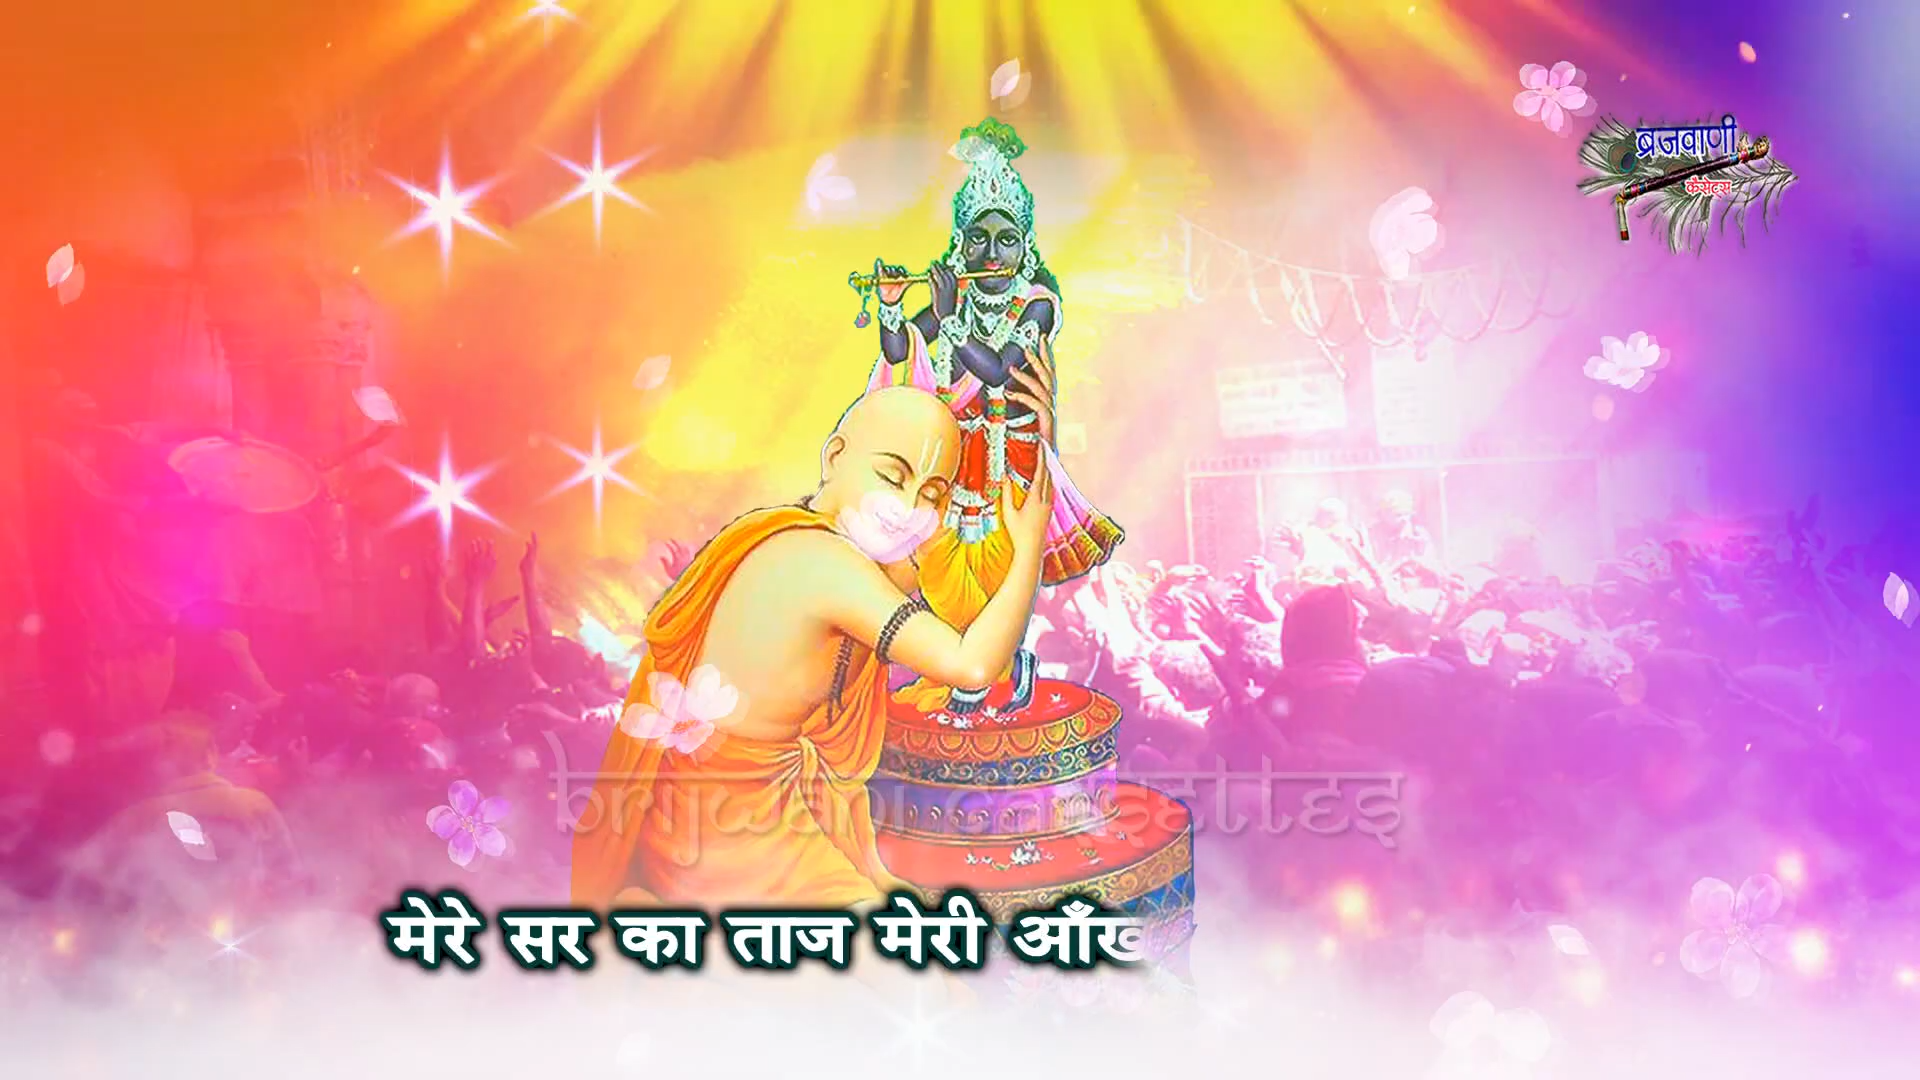 ब्रजवाणी
कैसेट्स
BRIJWANI CASSETTES
मेरे सर का ताज मेरी आँख